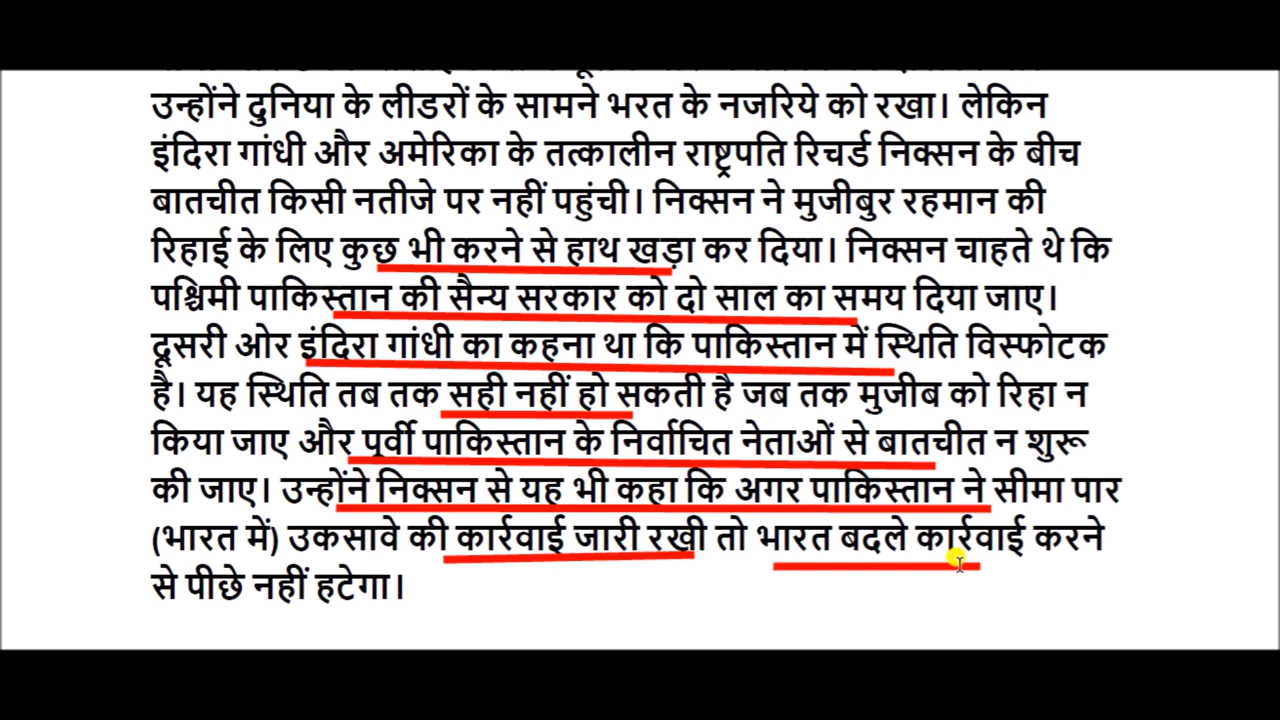 उन्होंने दुनिया के लीडरों के सामने भरत के नजरिये को रखा। लेकिन
इंदिरा गांधी और अमेरिका के तत्कालीन राष्ट्रपति रिचर्ड निक्सन के बीच
बातचीत किसी नतीजे पर नहीं पहुंची। निक्सन ने मुजीबुर रहमान की
रिहाई के लिए कुछ भी करने से हाथ खड़ा कर दिया। निक्सन चाहते थे कि
पश्चिमी पाकिस्तान की सैन्य सरकार को दो साल का समय दिया जाए।
दूसरी ओर इंदिरा गांधी का कहना था कि पाकिस्तान में स्थिति विस्फोटक
है। यह स्थिति तब तक सही नहीं हो सकती है जब तक मुजीब को रिहा न
किया जाए और पूर्वी पाकिस्तान के निर्वाचित नेताओं से बातचीत न शुरू
की जाए। उन्होंने निक्सन से यह भी कहा कि अगर पाकिस्तान ने सीमा पार
(भारत में) उकसावे की कार्रवाई जारी रखी तो भारत बदले कार्रवाई करने
से पीछे नहीं हटेगा।